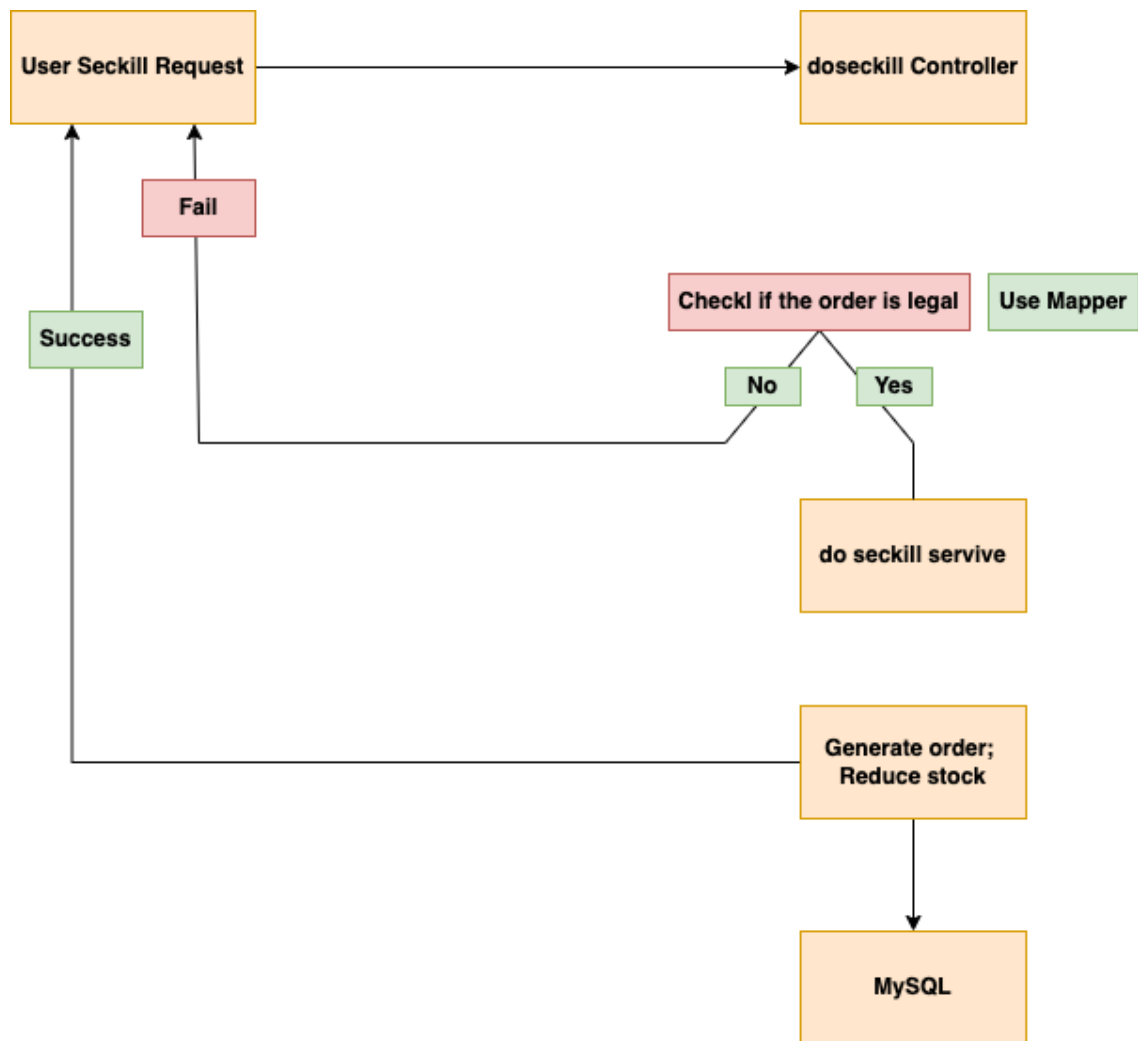 User Seckill Request
doseckill Controller
Fail
Checkl if the order is legal
Use Mapper
Success
No
Yes
do seckill servive
Generate order;
Reduce stock
MySQL